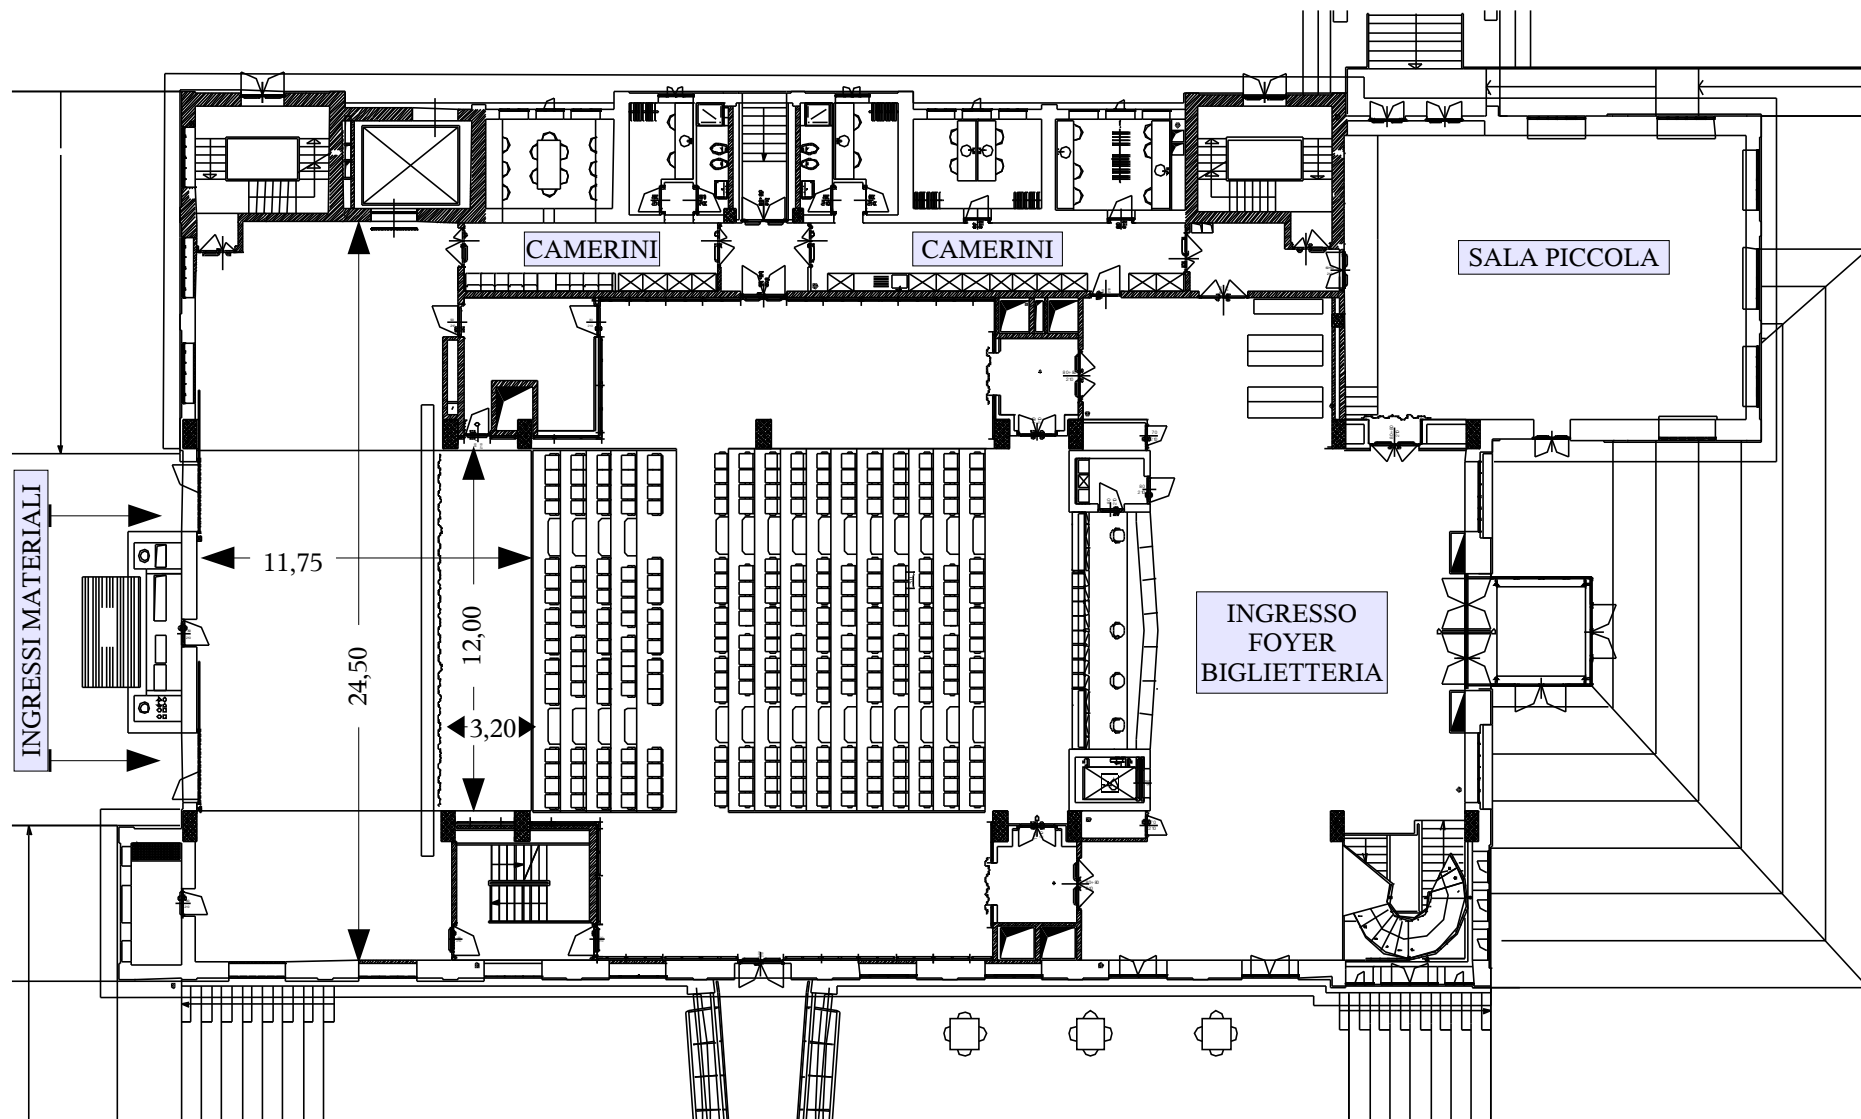 CAMERINI
CAMERINI
SALA PICCOLA
INGRESSI MATERIALI
11,75
24,50
12,00
3,20
INGRESSO
FOYER
BIGLIETTERIA